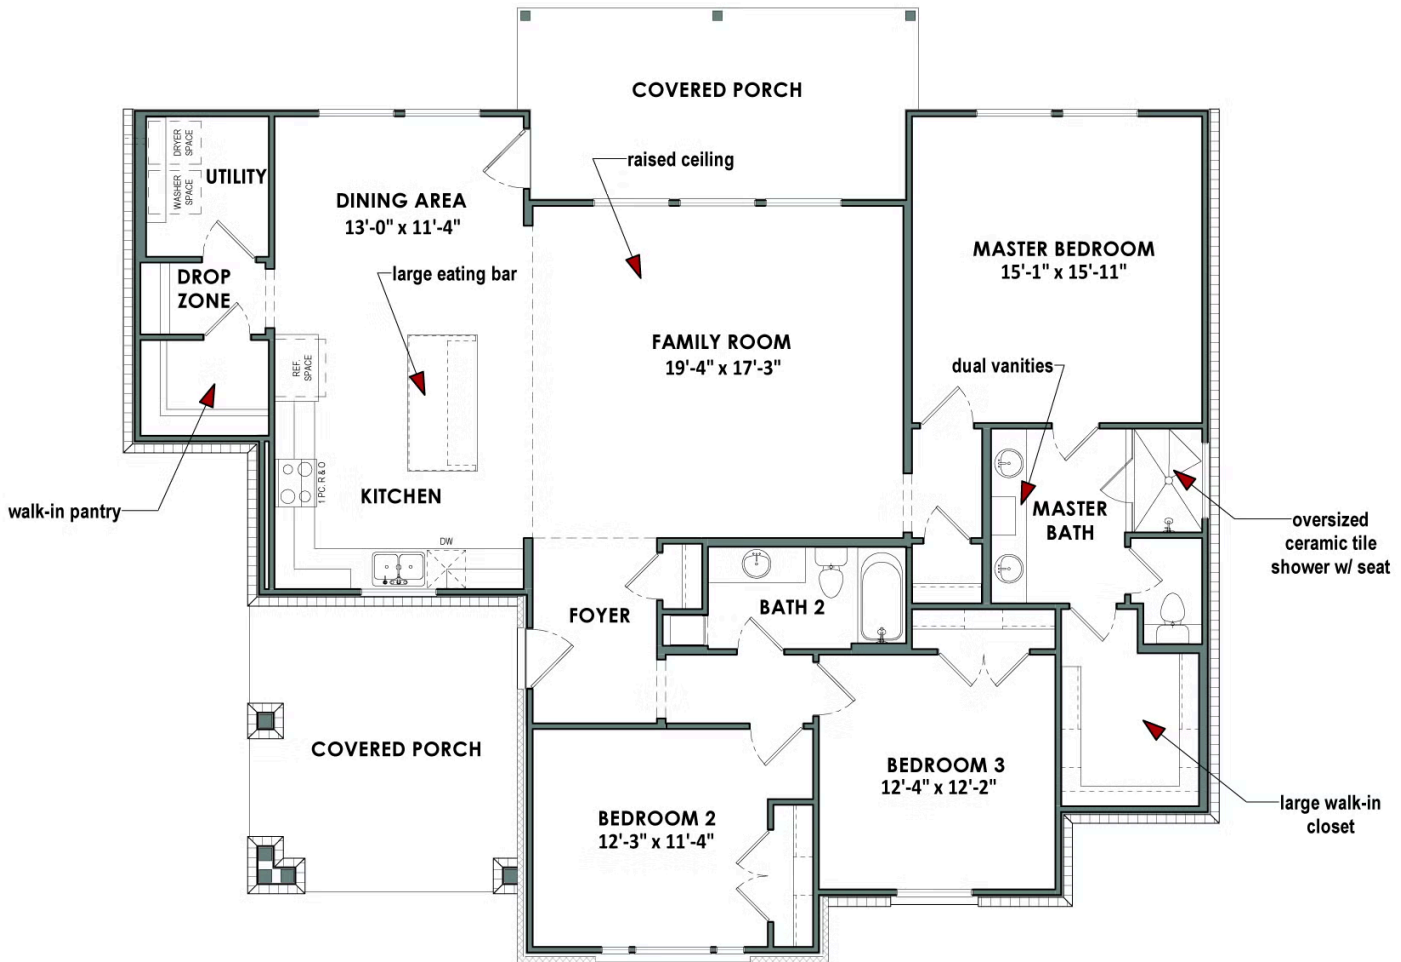 COVERED PORCH
raised ceiling
DRYER
SPACE
WASHER
SPACE
UTILITY
DINING AREA
13'-0" x 11'-4"
MASTER BEDROOM
15'-1" x 15'-11"
DROP
ZONE
large eating bar
FAMILY ROOM
19'-4" x 17'-3"
REF.
SPACE
dual vanities
1 PC. R & O
KITCHEN
walk-in pantry
MASTER
BATH
oversized
ceramic tile
shower w/ seat
DW
FOYER
BATH 2
COVERED PORCH
BEDROOM 3
12'-4" x 12'-2"
BEDROOM 2
12'-3" x 11'-4"
large walk-in
closet